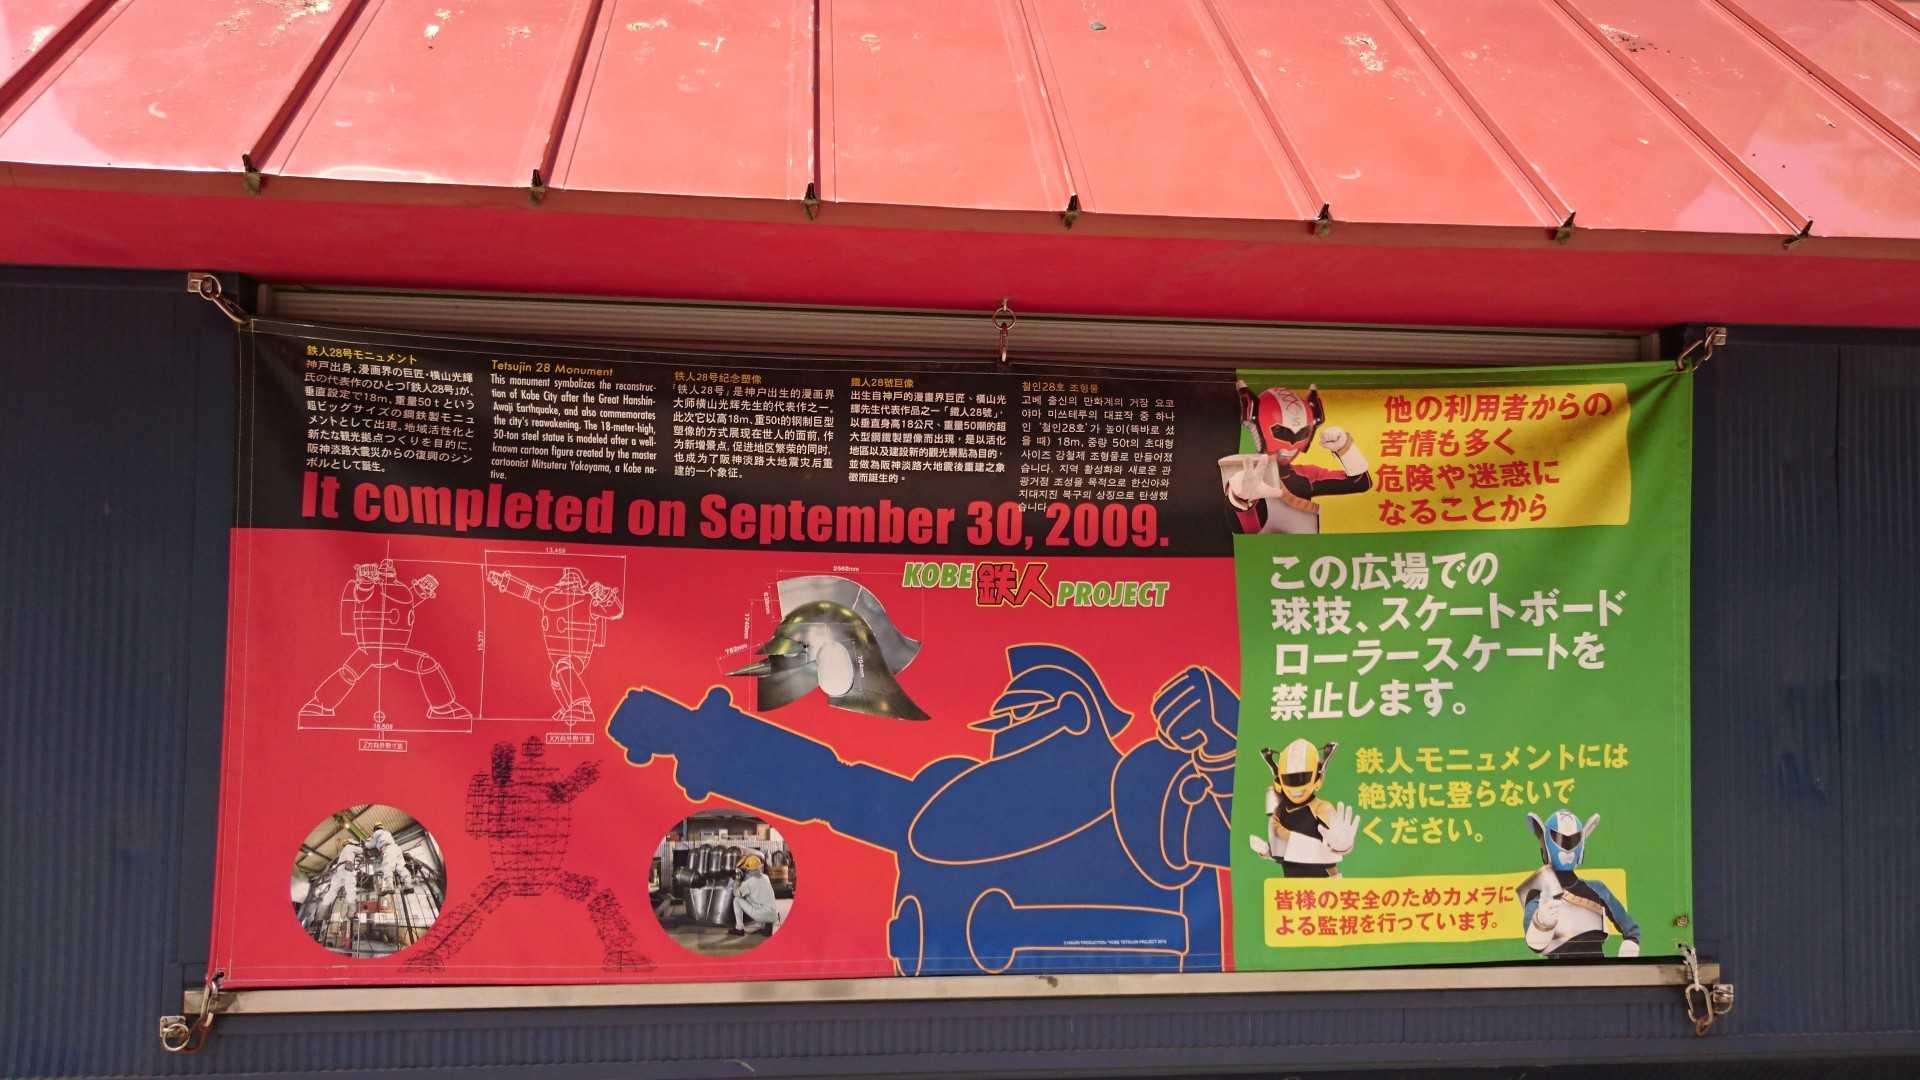 鉄人28号モニュメント
神戸出身、漫画界の巨匠・横山光輝
氏の代表作のひとつ「鉄人28号」が、
垂直設定で18m、重量50ｔという
超ビッグサイズの鋼鉄製モニュ
メントとして出現。地域活性化と
新たな観光拠点つくりを目的に、
阪神淡路大震災からの復興のシン
ボルとして誕生。
Tetsujin 28 Monument
This monument symbolizes the reconstruc-
tion of Kobe City after the Great Hanshin-
Awaji Earthquake, and also commemorates
the city's reawakening. The 18-meter-high,
50-ton steel statue is modeled after a well-
known cartoon figure created by the master
cartoonist Mitsuteru Yokoyama, a Kobe na-
tive.
鉄人28号纪念塑像
「鉄人28号」是神户出生的漫画界
大师横山光辉先生的代表作之一。
此次它以高18m、重50t的钢制巨型
塑像的方式展现在世人的面前，作
为新增景点，促进地区繁荣的同时，
也成为了阪神淡路大地震灾后重
建的一个象征。
鐵人28號巨像
出生自神戶的漫畫界巨匠、橫山光
輝先生代表作品之一「鐵人28號」，
以垂直身高18公尺、重量50噸的超
大型鋼鐵製塑像而出現，是以活化
地區以及建設新的觀光景點為目的，
並做為阪神淡路大地震後重建之象
徵而誕生的。
철인28호 조형물
고베 출신의 만화계의 거장 요코
야마 미쓰테루의 대표작 중 하나
인 '철인28호'가 높이(똑바로 섰
을 때) 18m, 중량 50t의 초대형
사이즈 강철제 조형물로 만들어졌
습니다. 지역 활성화와 새로운 관
광거점 조성을 목적으로 한신아와
지대지진 복구의 상징으로 탄생했
습니다.
It completed on September 30, 2009.
KOBE 鉄人 PROJECT
13,459
15,277
16,609
Z方向外形寸法
X方向外形寸法
2560mm
630mm
1740mm
782mm
704mm
他の利用者からの
苦情も多く
危険や迷惑に
なることから
この広場での
球技、スケートボード
ローラースケートを
禁止します。
鉄人モニュメントには
絶対に登らないで
ください。
皆様の安全のためカメラに
よる監視を行っています。